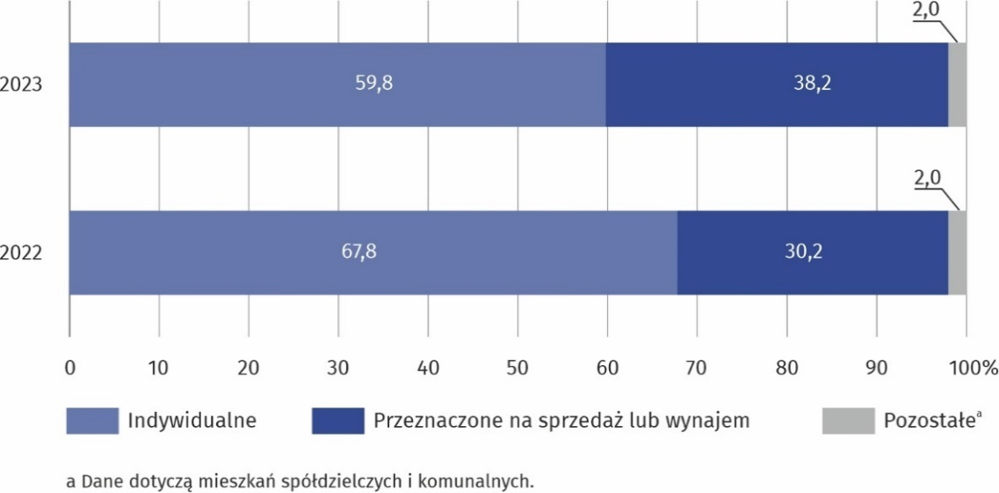 2,0
2023 59,8 38,2
2,0
2022 67,8 30,2
0 10 20 30 40 50 60 70 80 90 100%
Indywidualne Przeznaczone na sprzedaż lub wynajem Pozostałeª
a Dane dotyczą mieszkań spółdzielczych i komunalnych.